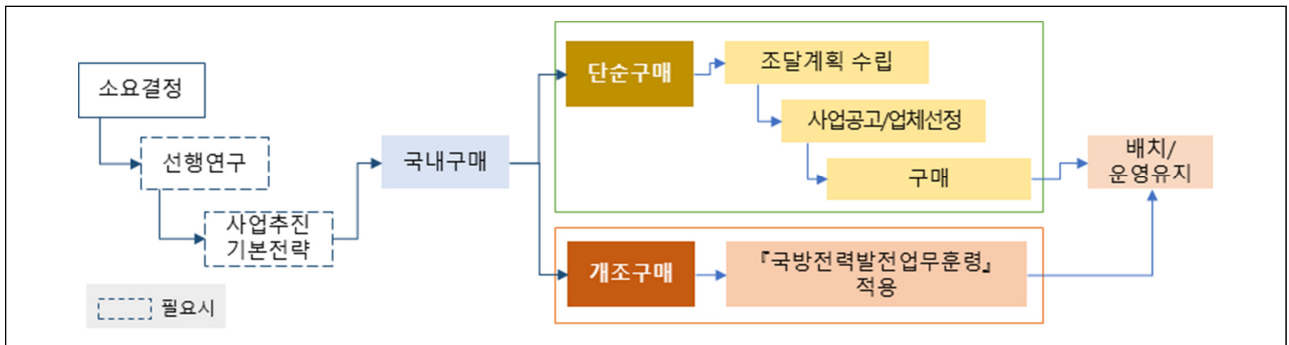 소요결정
선행연구
사업추진
기본전략
필요시
국내구매
단순구매
조달계획 수립
사업공고/업체선정
구매
개조구매
『국방전력발전업무훈령』
적용
배치/
운영유지